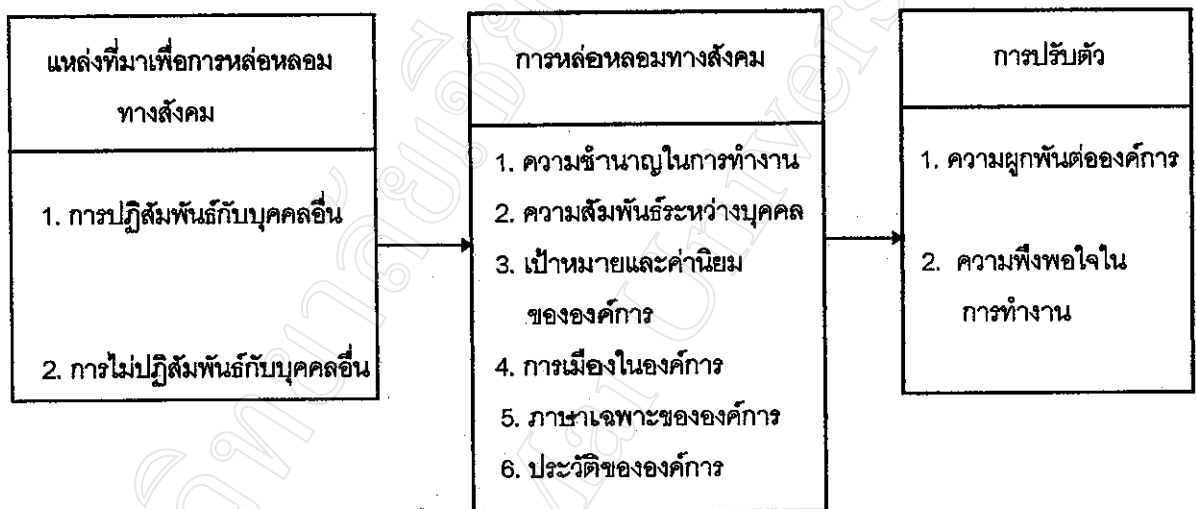 แหล่งที่มาเพื่อการหล่อหลอม
ทางสังคม
1. การปฏิสัมพันธ์กับบุคคลอื่น
2. การไม่ปฏิสัมพันธ์กับบุคคลอื่น
การหล่อหลอมทางสังคม
1. ความชำนาญในการทำงาน
2. ความสัมพันธ์ระหว่างบุคคล
3. เป้าหมายและค่านิยม
ขององค์การ
4. การเมืองในองค์การ
5. ภาษาเฉพาะขององค์การ
6. ประวัติขององค์การ
การปรับตัว
1. ความผูกพันต่อองค์การ
2. ความพึงพอใจใน
การทำงาน